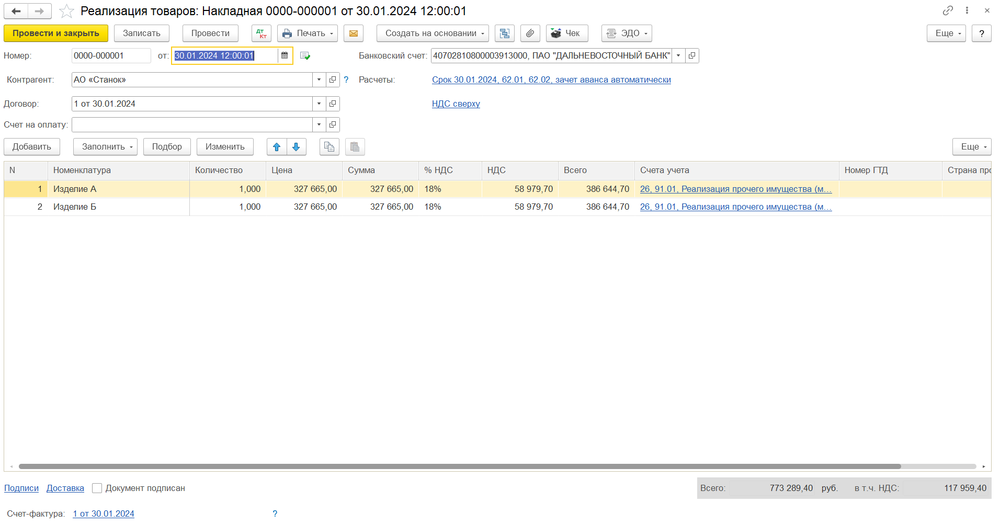 Реализация товаров: Накладная 0000-000001 от 30.01.2024 12:00:01
Провести и закрыть Записать Провести Дт Кт Печать Создать на основании Чек ЭДО Еще ?
Номер: 0000-000001 от: 30.01.2024 12:00:01 Банковский счет: 40702810800003913000, ПАО "ДАЛЬНЕВОСТОЧНЫЙ БАНК"
Контрагент: АО «Станок» ? Расчеты: Срок 30.01.2024, 62.01, 62.02, зачет аванса автоматически
Договор: 1 от 30.01.2024 НДС сверху
Счет на оплату:
Добавить Заполнить Подбор Изменить Еще
N Номенклатура Количество Цена Сумма % НДС НДС Всего Счета учета Номер ГТД Страна прс
1 Изделие А 1,000 327 665,00 327 665,00 18% 58 979,70 386 644,70 26, 91.01, Реализация прочего имущества (м...
2 Изделие Б 1,000 327 665,00 327 665,00 18% 58 979,70 386 644,70 26, 91.01, Реализация прочего имущества (м...
Подписи Доставка Документ подписан Всего: 773 289,40 руб. в т.ч. НДС: 117 959,40
Счет-фактура: 1 от 30.01.2024 ?